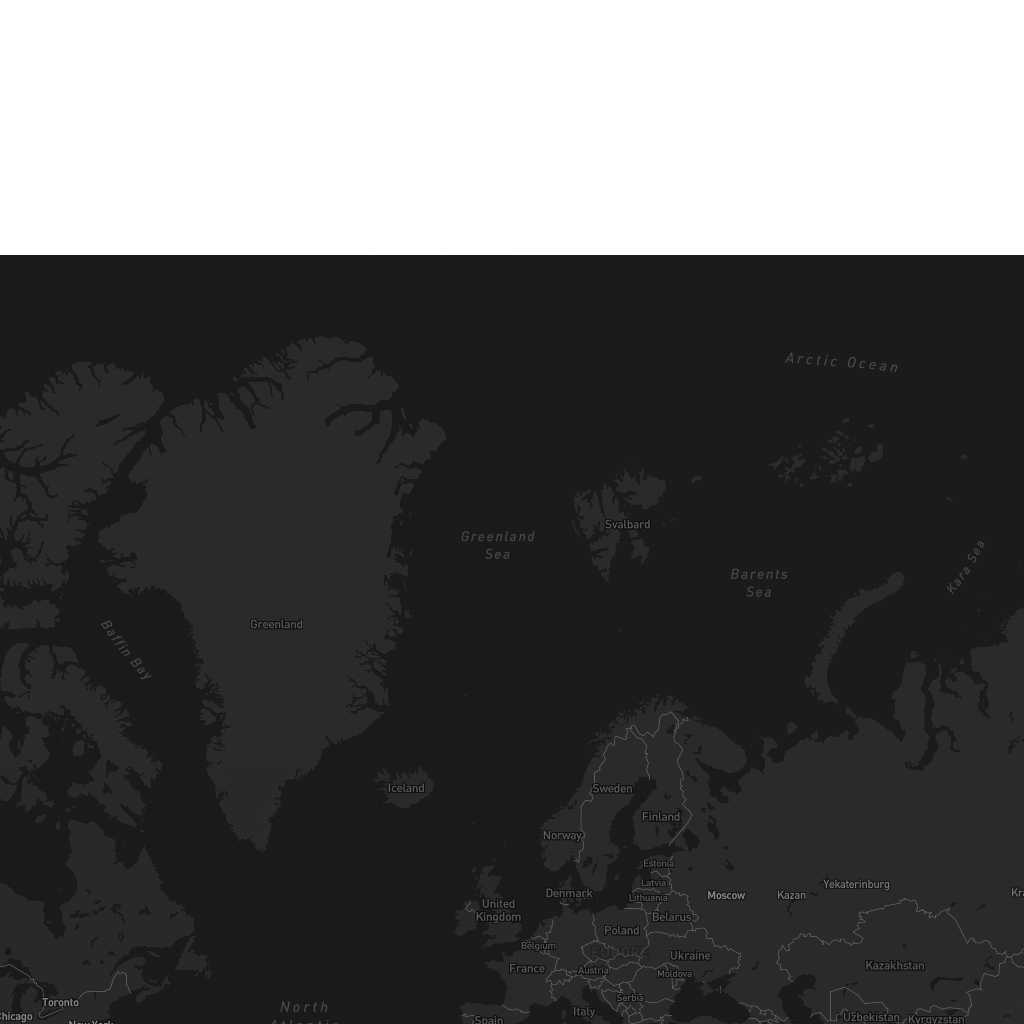 Arctic Ocean
Svalbard
Greenland
Sea
Kara Sea
Barents
Sea
Greenland
Baffin Bay
Iceland
Sweden
Finland
Norway
Estonia
Latvia
Yekaterinburg
Denmark
Lithuania
Moscow
Kazan
Kra
United
Kingdom
Belarus
Poland
Belgium
EUROPE
Ukraine
France
Austria
Moldova
Kazakhstan
Serbia
Toronto
North
Atlantic
Italy
Chicago
New York
Spain
Uzbekistan
Kyrgyzstan